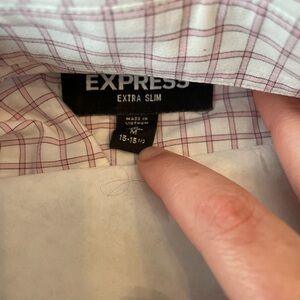 EXPRESS
EXTRA SLIM
MADE IN
VIETNAM
M
15-15 1/2